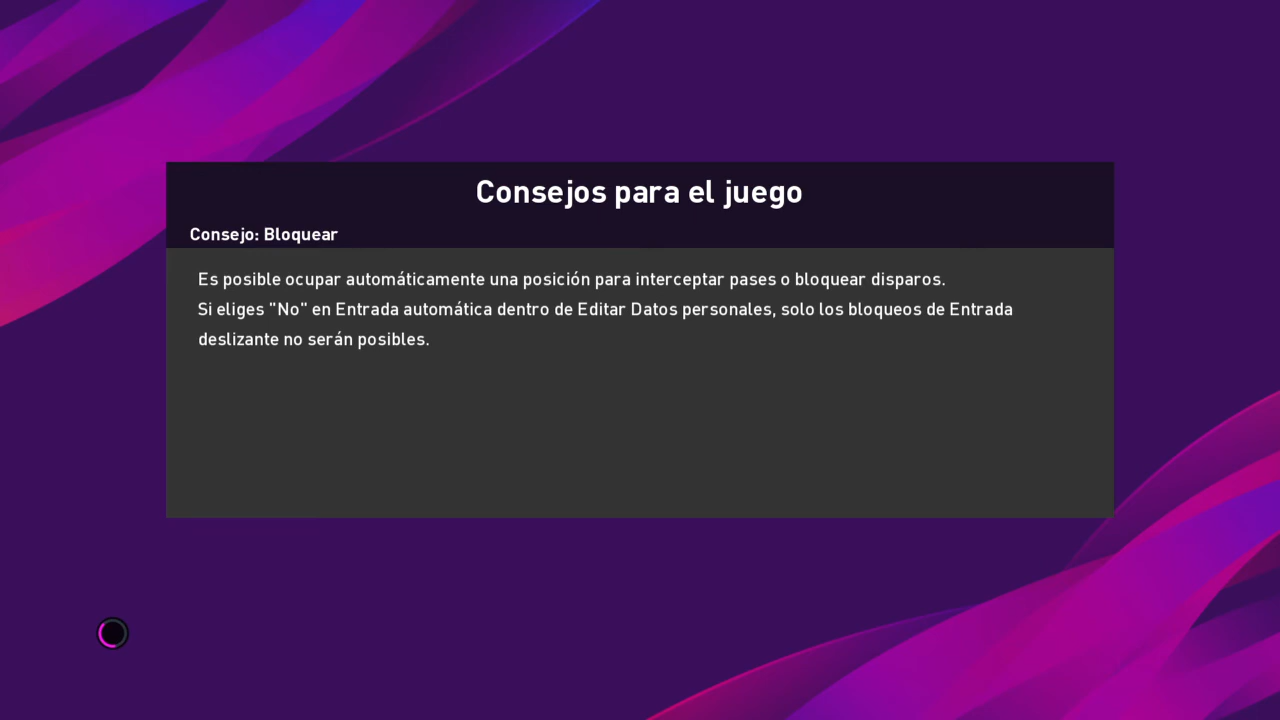 Consejos para el juego
Consejo: Bloquear
Es posible ocupar automáticamente una posición para interceptar pases o bloquear disparos.
Si eliges "No" en Entrada automática dentro de Editar Datos personales, solo los bloqueos de Entrada
deslizante no serán posibles.